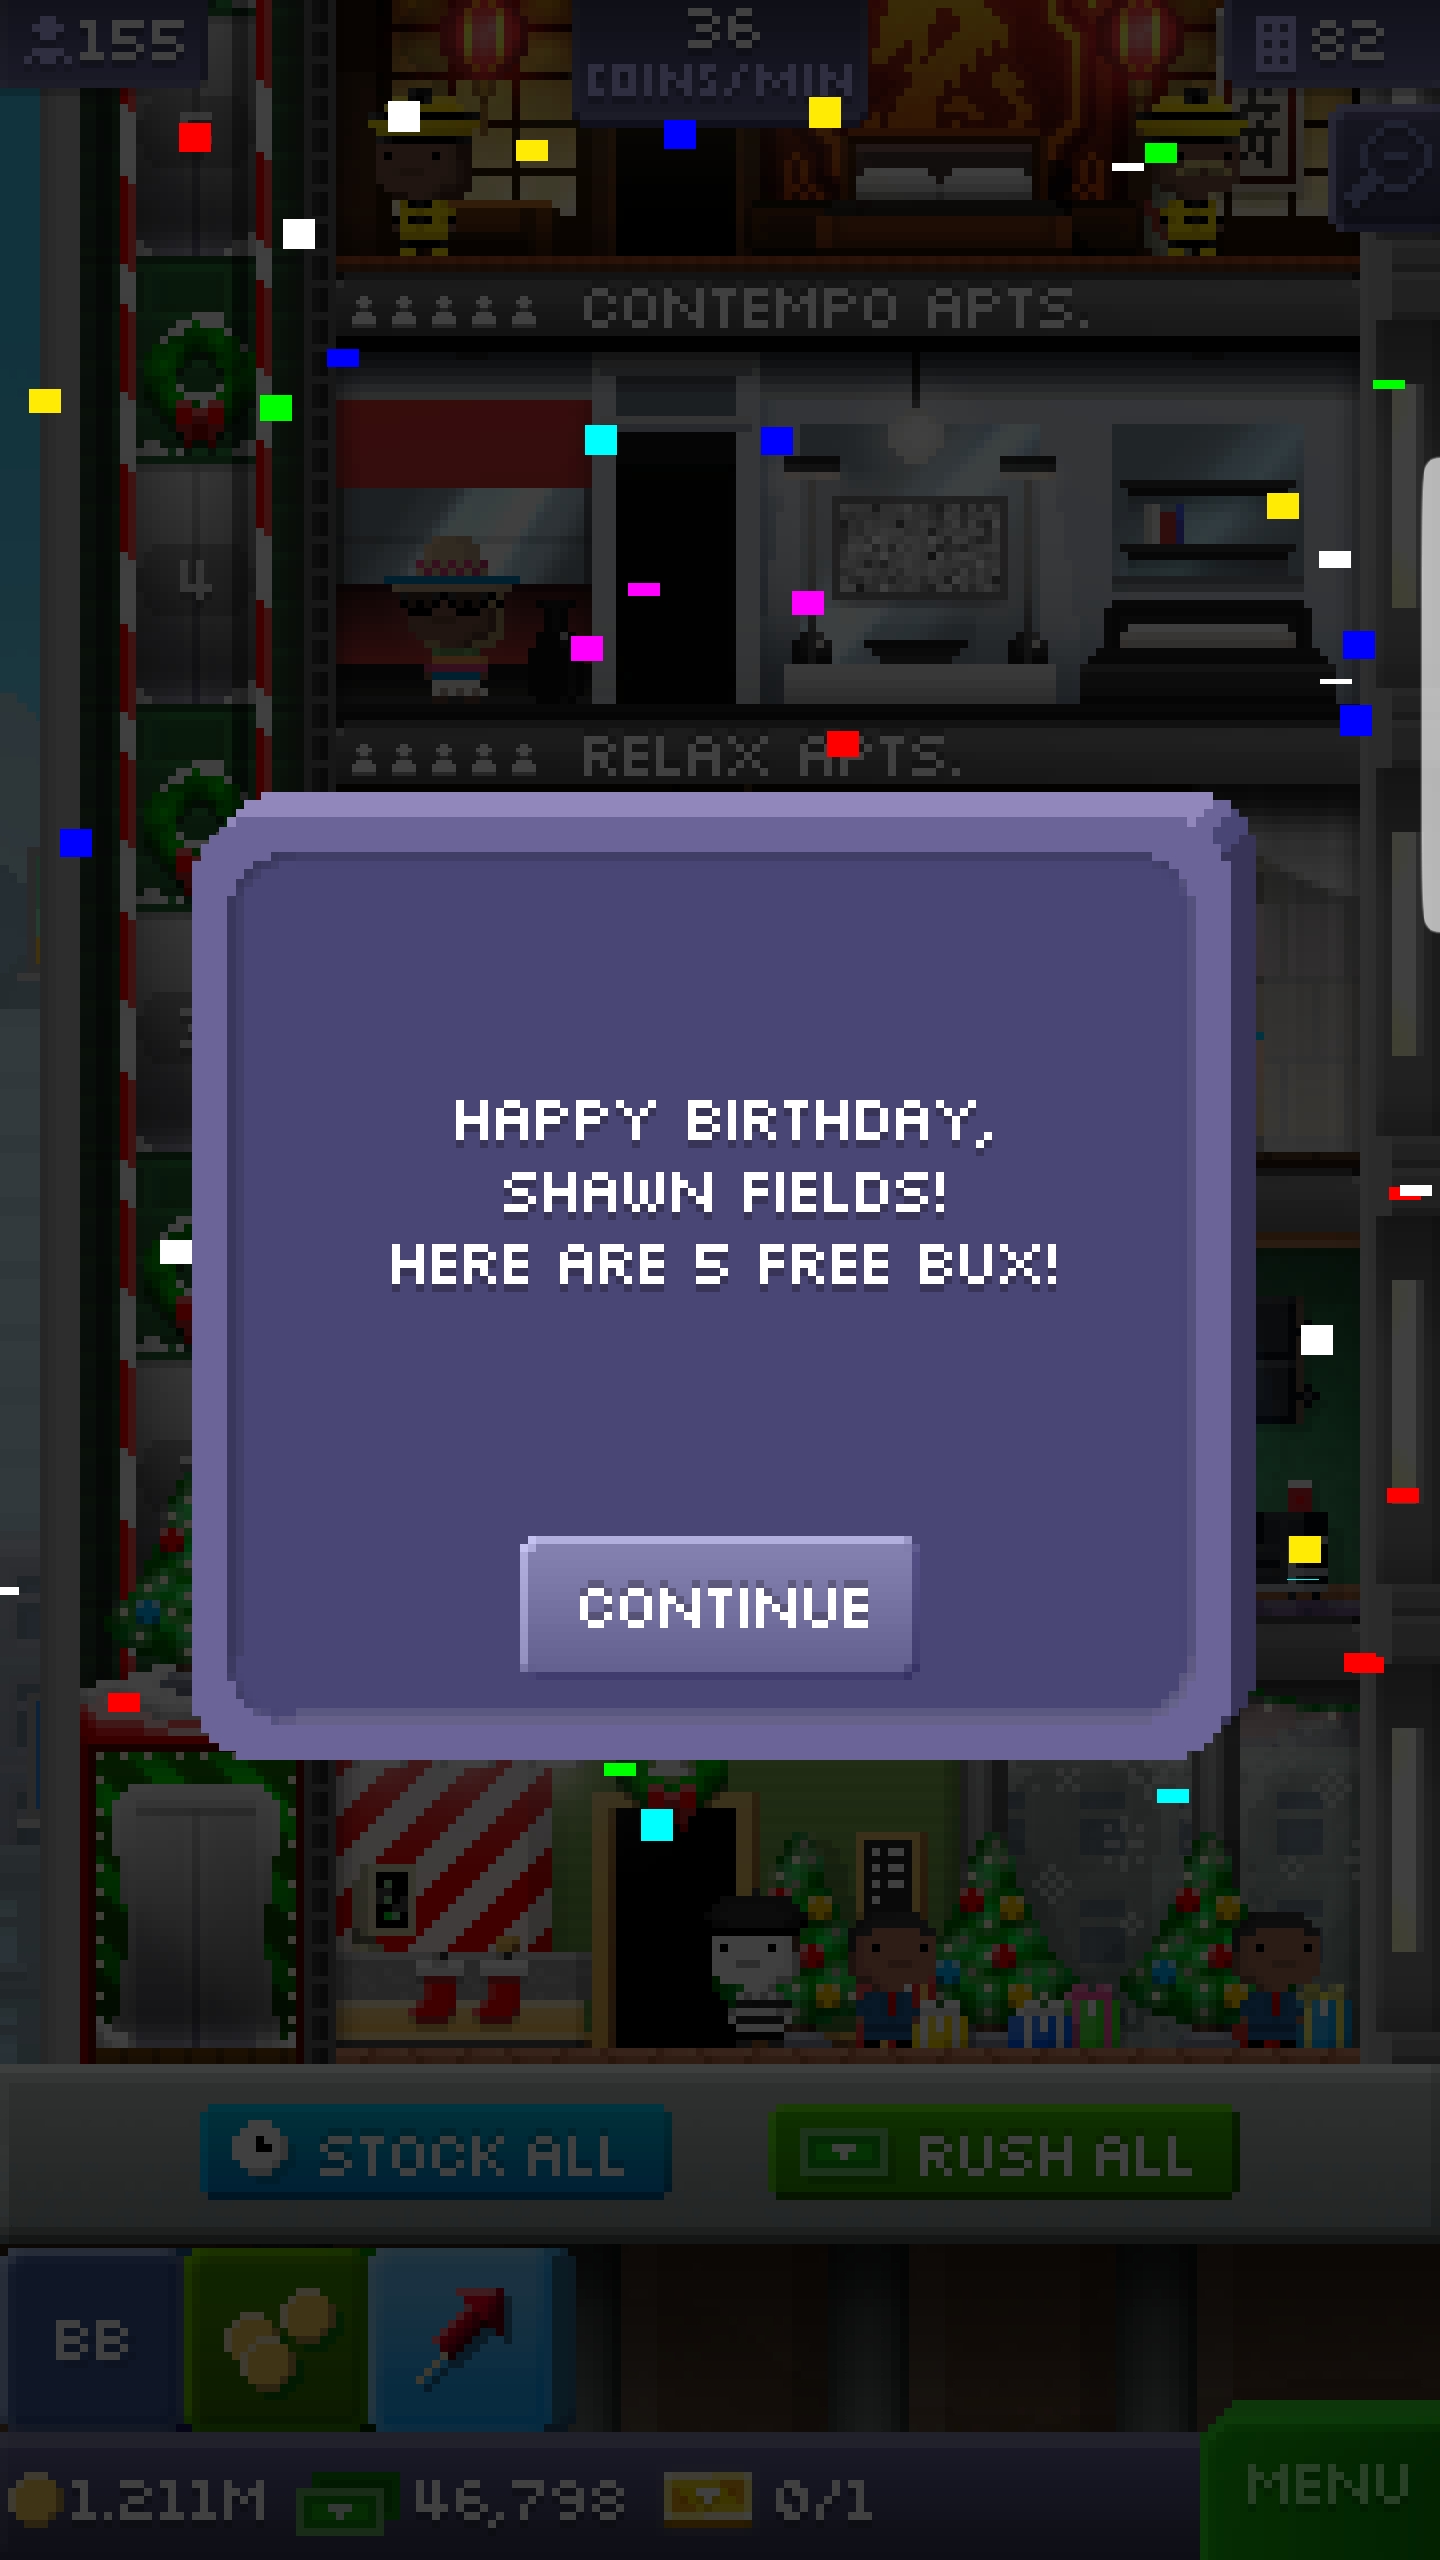 155
36
COINS/MIN
82
CONTEMPO APTS.
4
RELAX APTS.
HAPPY BIRTHDAY,
SHAWN FIELDS!
HERE ARE 5 FREE BUX!
CONTINUE
STOCK ALL
RUSH ALL
BB
1.211M
46,798
0/1
MENU